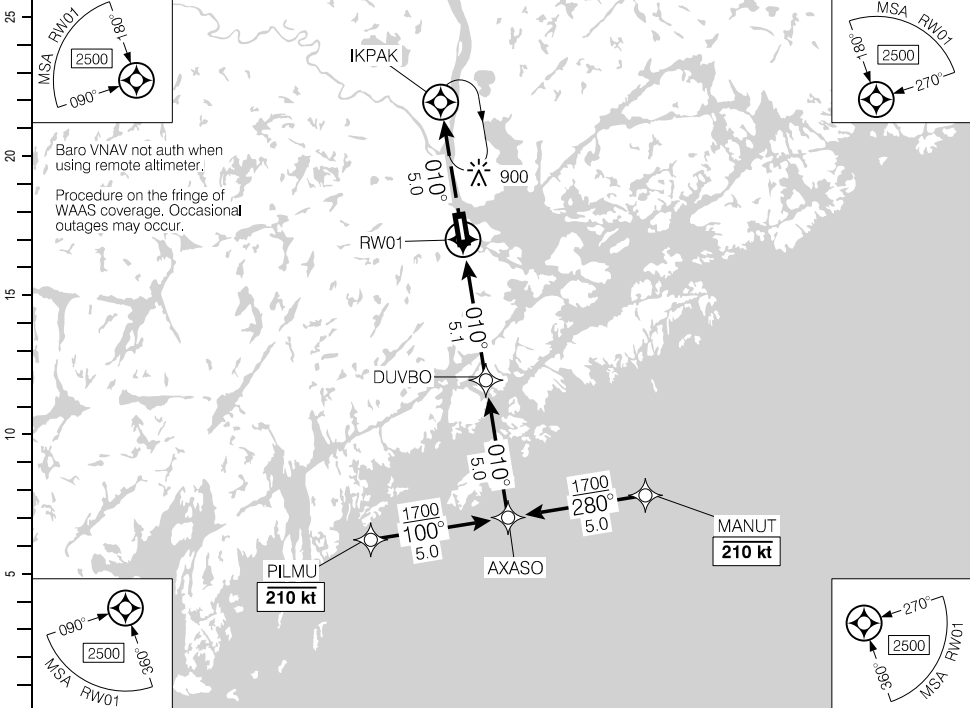 25
MSA RW01
180°
2500
090°
IKPAK
MSA RW01
180°
2500
270°
Baro VNAV not auth when
using remote altimeter.
Procedure on the fringe of
WAAS coverage. Occasional
outages may occur.
20
010°
5.0
900
RW01
15
010°
5.1
DUVBO
10
010°
5.0
1700
100°
5.0
1700
280°
5.0
MANUT
210 kt
5
PILMU
210 kt
AXASO
090°
2500
360°
MSA RW01
270°
2500
360°
MSA RW01